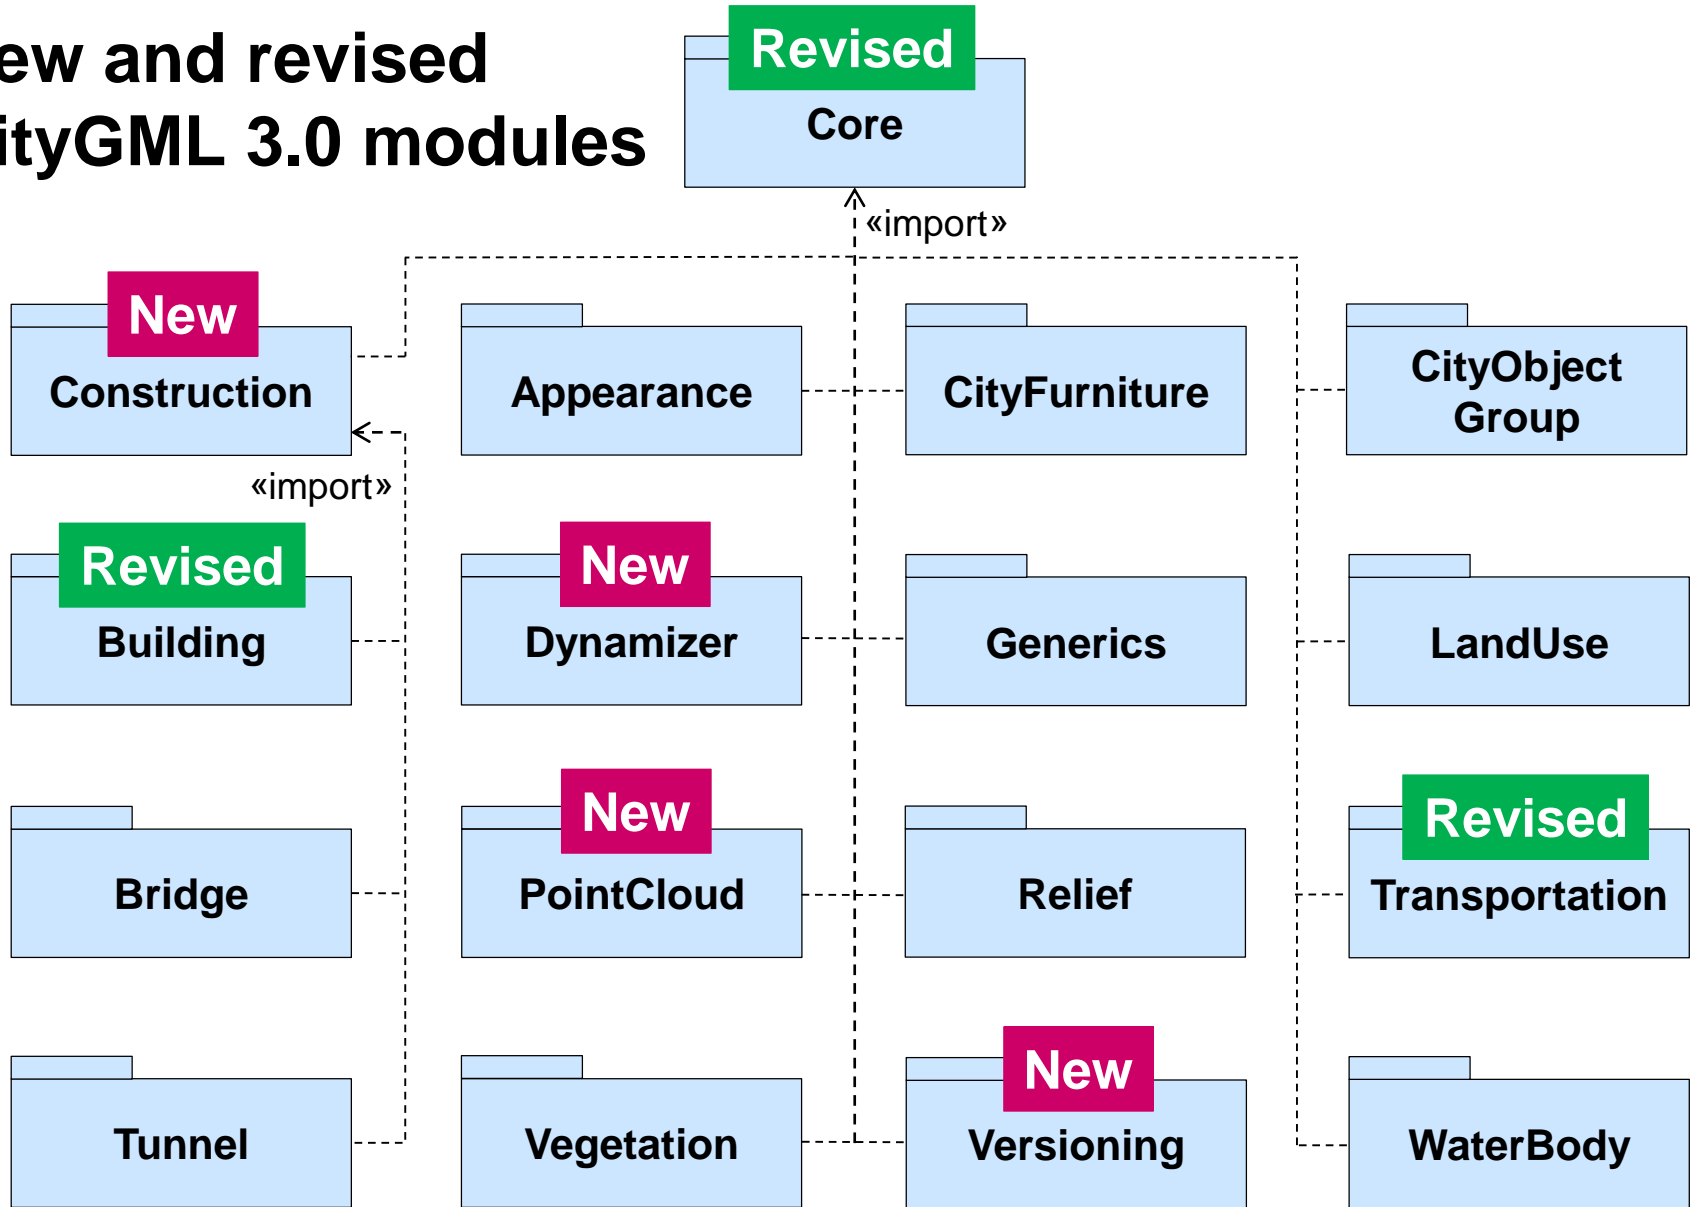 ew and revised
ityGML 3.0 modules
Revised
Core
«import»
New
Construction
Appearance
CityFurniture
CityObject
Group
«import»
Revised
Building
New
Dynamizer
Generics
LandUse
Bridge
New
PointCloud
Relief
Revised
Transportation
Tunnel
Vegetation
New
Versioning
WaterBody